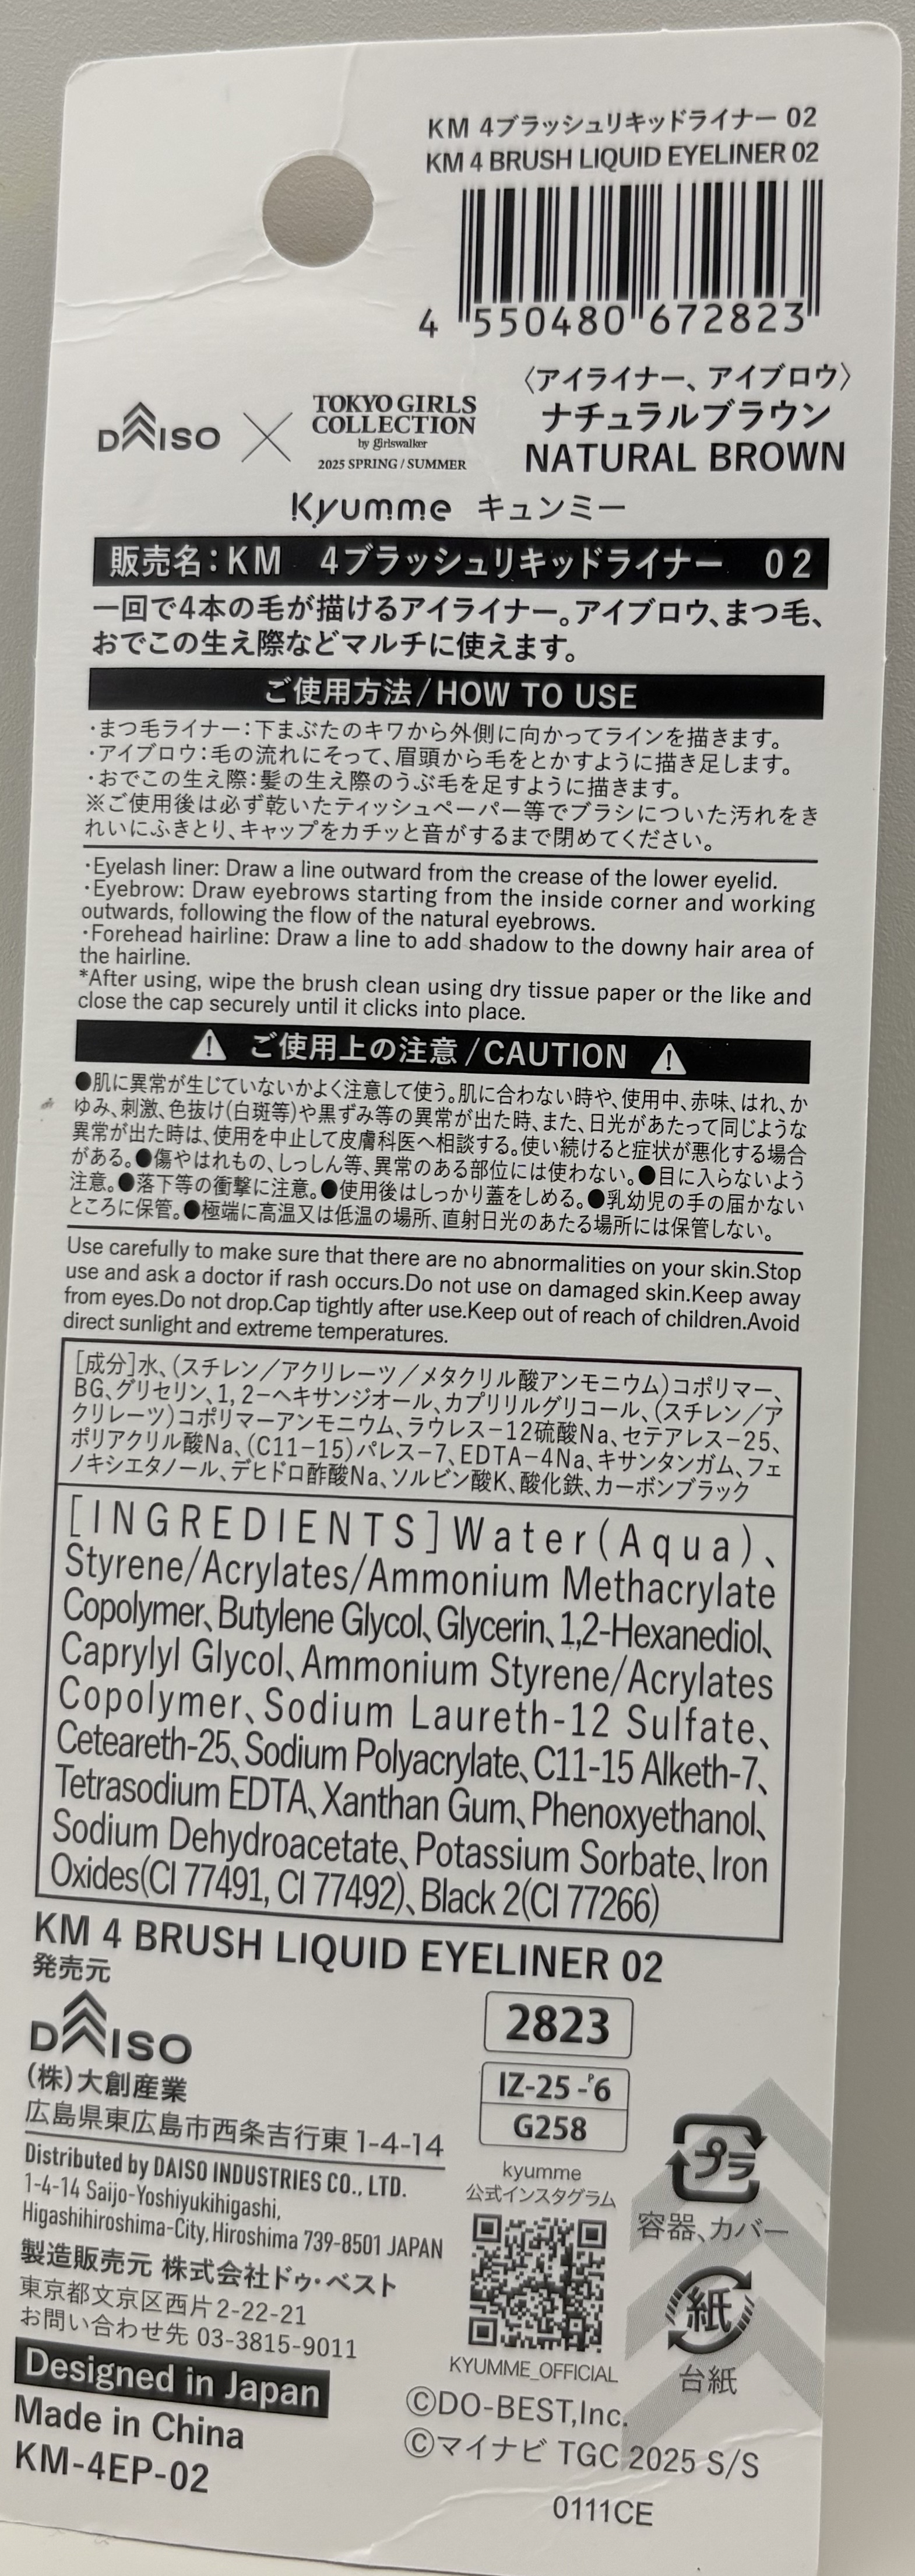 KM 4ブラッシュリキッドライナー 02
KM 4 BRUSH LIQUID EYELINER 02
4 550480 672823
〈アイライナー、アイブロウ〉
ナチュラルブラウン
NATURAL BROWN
DAISO × TOKYO GIRLS
COLLECTION
by girlswalker
2025 SPRING / SUMMER
Kyumme キュンミー
販売名：KM 4ブラッシュリキッドライナー 02
一回で4本の毛が描けるアイライナー。アイブロウ、まつ毛、
おでこの生え際などマルチに使えます。
ご使用方法/HOW TO USE
・まつ毛ライナー：下まぶたのキワから外側に向かってラインを描きます。
・アイブロウ：毛の流れにそって、眉頭から毛をとかすように描き足します。
・おでこの生え際：髪の生え際のうぶ毛を足すように描きます。
※ご使用後は必ず乾いたティッシュペーパー等でブラシについた汚れをき
れいにふきとり、キャップをカチッと音がするまで閉めてください。
・Eyelash liner: Draw a line outward from the crease of the lower eyelid.
・Eyebrow: Draw eyebrows starting from the inside corner and working
outwards, following the flow of the natural eyebrows.
・Forehead hairline: Draw a line to add shadow to the downy hair area of
the hairline.
*After using, wipe the brush clean using dry tissue paper or the like and
close the cap securely until it clicks into place.
ご使用上の注意/CAUTION
●肌に異常が生じていないかよく注意して使う。肌に合わない時や、使用中、赤味、はれ、か
ゆみ、刺激、色抜け(白斑等)や黒ずみ等の異常が出た時、また、日光があたって同じような
異常が出た時は、使用を中止して皮膚科医へ相談する。使い続けると症状が悪化する場合
がある。●傷やはれもの、しっしん等、異常のある部位には使わない。●目に入らないよう
注意。●落下等の衝撃に注意。●使用後はしっかり蓋をしめる。●乳幼児の手の届かない
ところに保管。●極端に高温又は低温の場所、直射日光のあたる場所には保管しない。
Use carefully to make sure that there are no abnormalities on your skin.Stop
use and ask a doctor if rash occurs.Do not use on damaged skin.Keep away
from eyes.Do not drop.Cap tightly after use.Keep out of reach of children.Avoid
direct sunlight and extreme temperatures.
[成分]水、(スチレン／アクリレーツ／メタクリル酸アンモニウム)コポリマー、
BG、グリセリン、1,2−ヘキサンジオール、カプリリルグリコール、(スチレン／ア
クリレーツ)コポリマーアンモニウム、ラウレス−12硫酸Na、セテアレス−25、
ポリアクリル酸Na、(C11−15)パレス−7、EDTA−4Na、キサンタンガム、フェ
ノキシエタノール、デヒドロ酢酸Na、ソルビン酸K、酸化鉄、カーボンブラック
[INGREDIENTS]Water(Aqua)、
Styrene/Acrylates/Ammonium Methacrylate
Copolymer、Butylene Glycol、Glycerin、1,2-Hexanediol、
Caprylyl Glycol、Ammonium Styrene/Acrylates
Copolymer、Sodium Laureth-12 Sulfate、
Ceteareth-25、Sodium Polyacrylate、C11-15 Alketh-7、
Tetrasodium EDTA、Xanthan Gum、Phenoxyethanol、
Sodium Dehydroacetate、Potassium Sorbate、Iron
Oxides(CI 77491, CI 77492)、Black 2(CI 77266)
KM 4 BRUSH LIQUID EYELINER 02
発売元
DAISO
(株)大創産業
広島県東広島市西条吉行東 1-4-14
Distributed by DAISO INDUSTRIES CO., LTD.
1-4-14 Saijo-Yoshiyukihigashi,
Higashihiroshima-City, Hiroshima 739-8501 JAPAN
製造販売元 株式会社ドゥ・ベスト
東京都文京区西片 2-22-21
お問い合わせ先 03-3815-9011
Designed in Japan
Made in China
KM-4EP-02
2823
IZ-25-P6
G258
kyumme
公式インスタグラム
KYUMME_OFFICIAL
プラ
容器、カバー
紙
台紙
©DO-BEST,Inc.
©マイナビ TGC 2025 S/S
0111CE